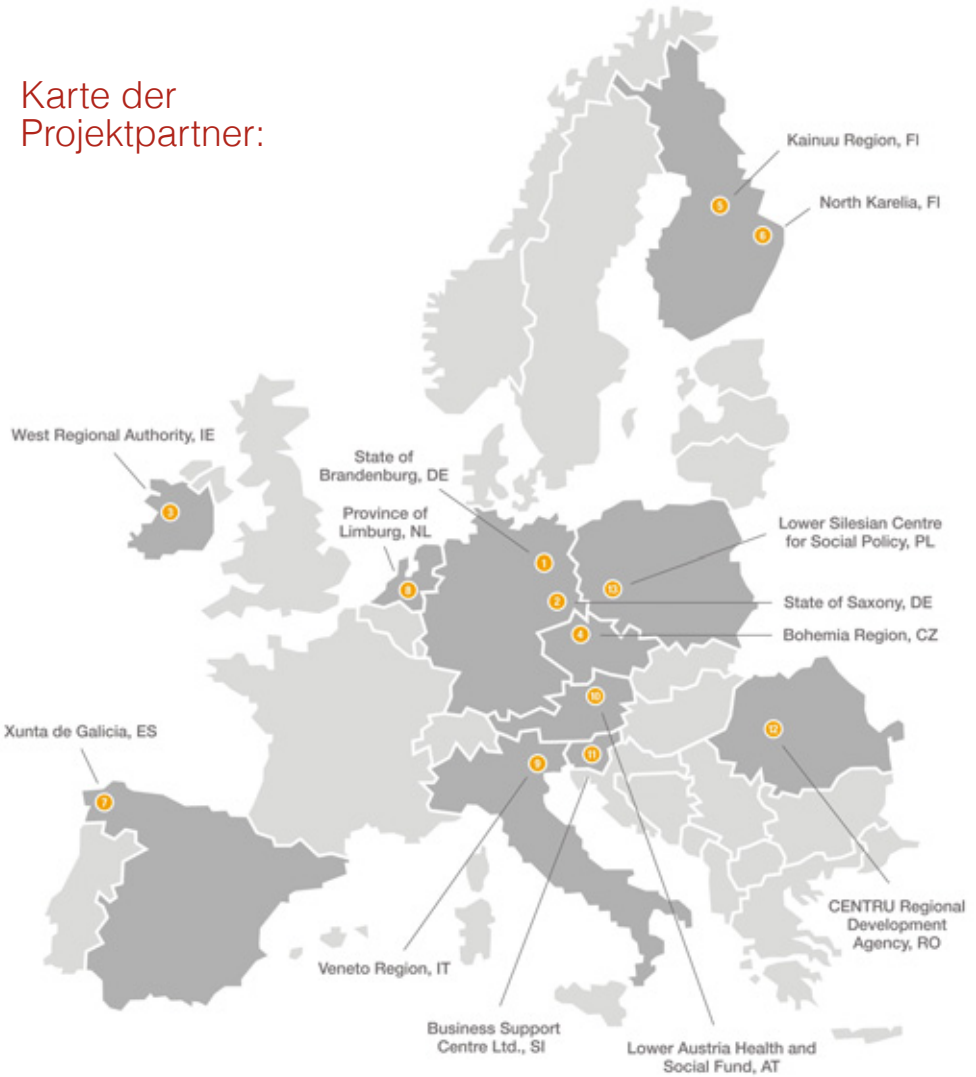 Karte der
Projektpartner:
Kainuu Region, FI
5
North Karelia, FI
6
West Regional Authority, IE
3
State of
Brandenburg, DE
1
Province of
Limburg, NL
8
Lower Silesian Centre
for Social Policy, PL
13
2
State of Saxony, DE
4
Bohemia Region, CZ
10
Xunta de Galicia, ES
7
12
11
9
CENTRU Regional
Development
Agency, RO
Veneto Region, IT
Business Support
Centre Ltd., SI
Lower Austria Health and
Social Fund, AT